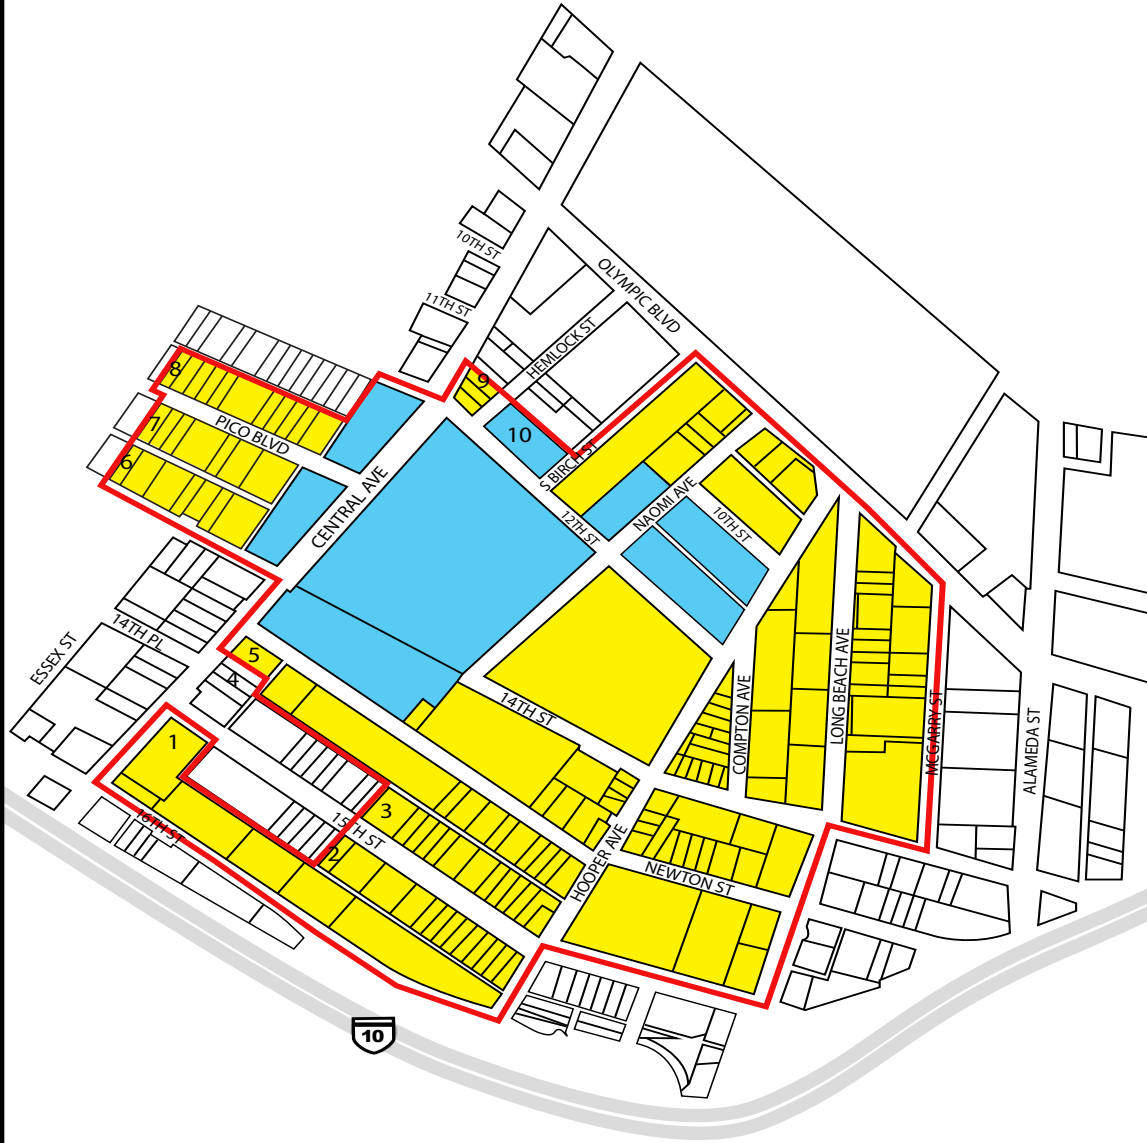 10TH ST
OLYMPIC BLVD
11TH ST
HEMLOCK ST
8
9
7
PICO BLVD
10
6
S BIRCH ST
CENTRAL AVE
12TH ST
NAOMI AVE
10TH ST
14TH PL
ESSEX ST
5
4
14TH ST
COMPTON AVE
LONG BEACH AVE
MCGARRY ST
ALAMEDA ST
1
3
15TH ST
16TH ST
2
HOOPER AVE
NEWTON ST
10